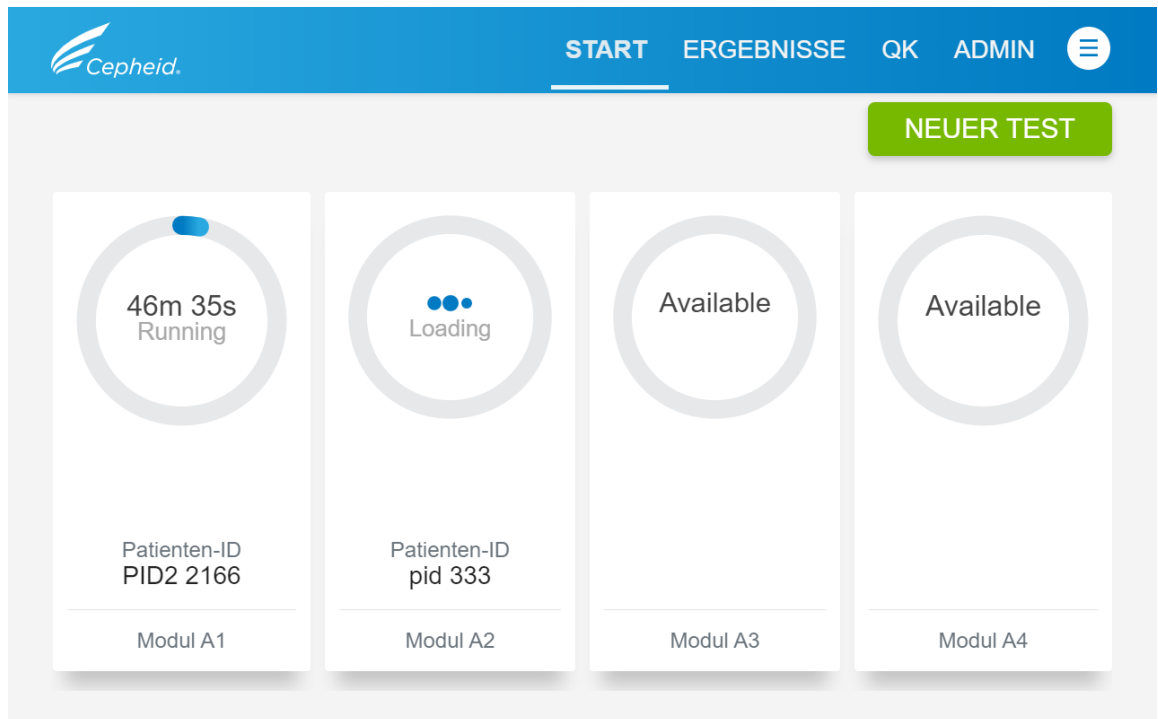 Cepheid.
START ERGEBNISSE QK ADMIN
NEUER TEST
46m 35s
Running
Patienten-ID
PID2 2166
Modul A1
Loading
Patienten-ID
pid 333
Modul A2
Available
Modul A3
Available
Modul A4